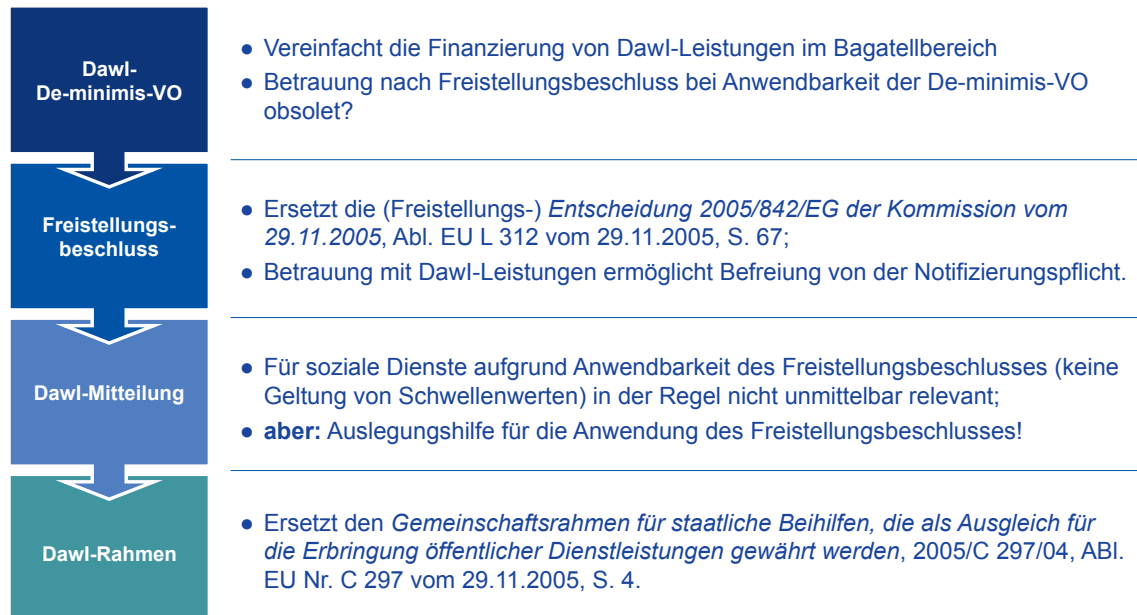 DawI-
De-minimis-VO
● Vereinfacht die Finanzierung von DawI-Leistungen im Bagatellbereich
● Betrauung nach Freistellungsbeschluss bei Anwendbarkeit der De-minimis-VO
obsolet?
Freistellungs-
beschluss
● Ersetzt die (Freistellungs-) Entscheidung 2005/842/EG der Kommission vom
29.11.2005, Abl. EU L 312 vom 29.11.2005, S. 67;
● Betrauung mit DawI-Leistungen ermöglicht Befreiung von der Notifizierungspflicht.
DawI-Mitteilung
● Für soziale Dienste aufgrund Anwendbarkeit des Freistellungsbeschlusses (keine
Geltung von Schwellenwerten) in der Regel nicht unmittelbar relevant;
● aber: Auslegungshilfe für die Anwendung des Freistellungsbeschlusses!
DawI-Rahmen
● Ersetzt den Gemeinschaftsrahmen für staatliche Beihilfen, die als Ausgleich für
die Erbringung öffentlicher Dienstleistungen gewährt werden, 2005/C 297/04, ABl.
EU Nr. C 297 vom 29.11.2005, S. 4.